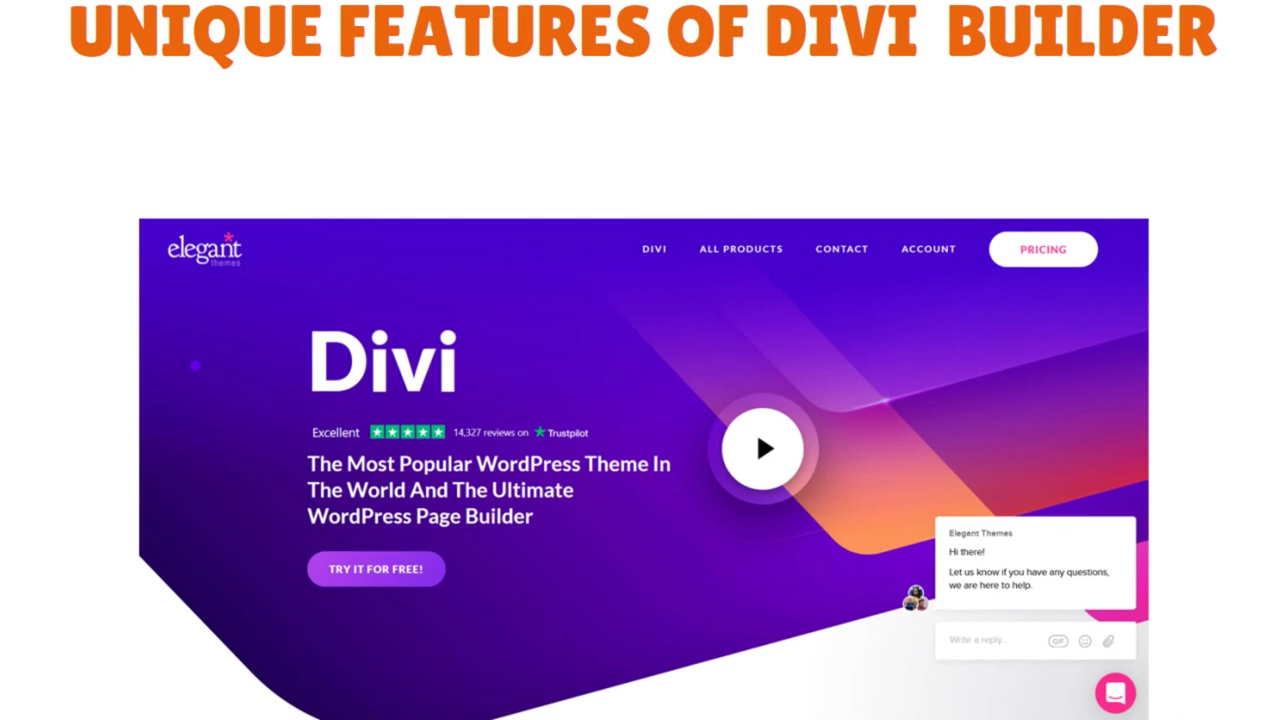 UNIQUE FEATURES OF DIVI BUILDER
elegant
themes
DIVI
ALL PRODUCTS
CONTACT
ACCOUNT
PRICING
Divi
Excellent
14,327 reviews on
Trustpilot
The Most Popular WordPress Theme In
The World And The Ultimate
WordPress Page Builder
TRY IT FOR FREE!
Elegent Themes
Hi there!
Let us know if you have any questions,
we are here to help.
Write a reply...
GIF